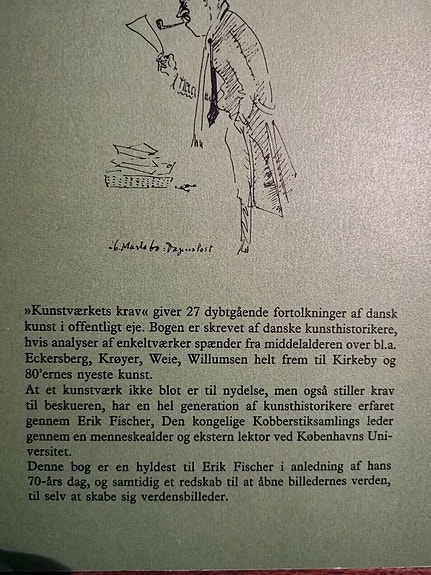 »Kunstværkets krav« giver 27 dybtgående fortolkninger af dansk
kunst i offentligt eje. Bogen er skrevet af danske kunsthistorikere,
hvis analyser af enkeltværker spænder fra middelalderen over bl.a.
Eckersberg, Krøyer, Weie, Willumsen helt frem til Kirkeby og
80'ernes nyeste kunst.
At et kunstværk ikke blot er til nydelse, men også stiller krav
til beskueren, har en hel generation af kunsthistorikere erfaret
gennem Erik Fischer, Den kongelige Kobberstiksamlings leder
gennem en menneskealder og ekstern lektor ved Københavns Uni-
versitet.
Denne bog er en hyldest til Erik Fischer i anledning af hans
70-års dag, og samtidig et redskab til at åbne billedernes verden,
til selv at skabe sig verdensbilleder.